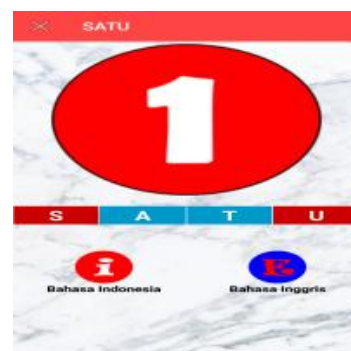 SATU
1
S A T U
i E
Bahasa Indonesia Bahasa Inggris